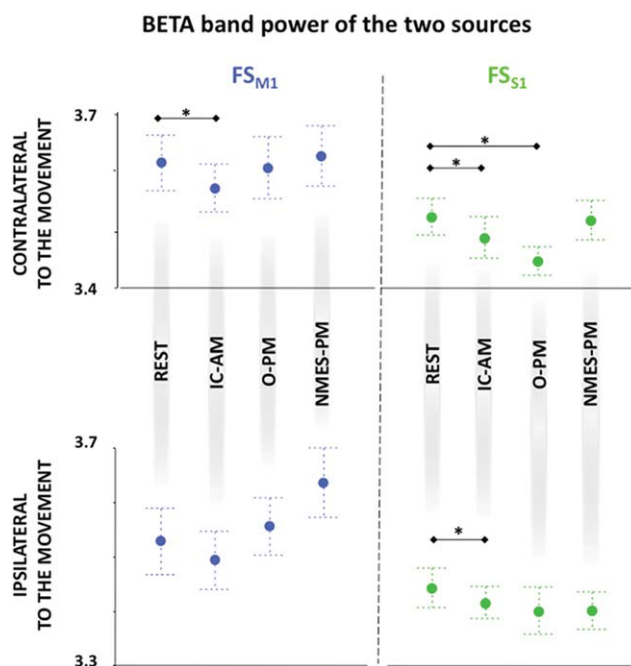 BETA band power of the two sources
FSM1
FSS1
3.7
*
*
*
CONTRALATERAL
TO THE MOVEMENT
3.4
REST
IC-AM
O-PM
NMES-PM
REST
IC-AM
O-PM
NMES-PM
3.7
*
IPSILATERAL
TO THE MOVEMENT
3.3